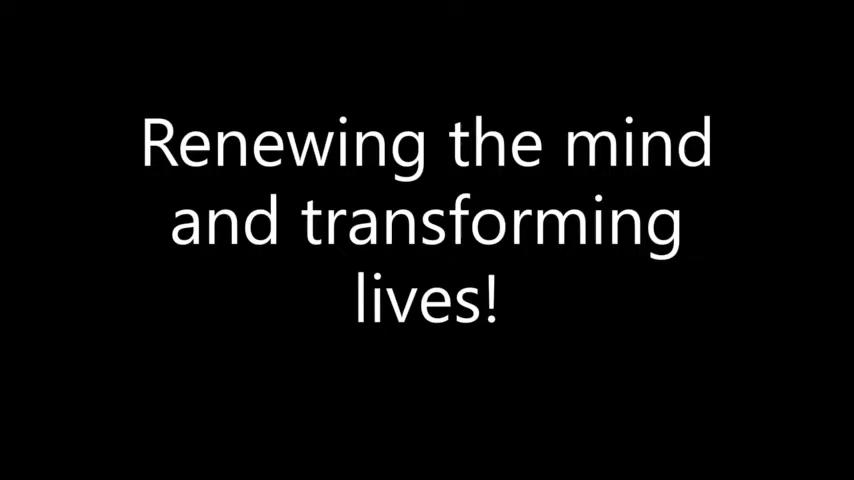 Renewing the mind
and transforming
lives!